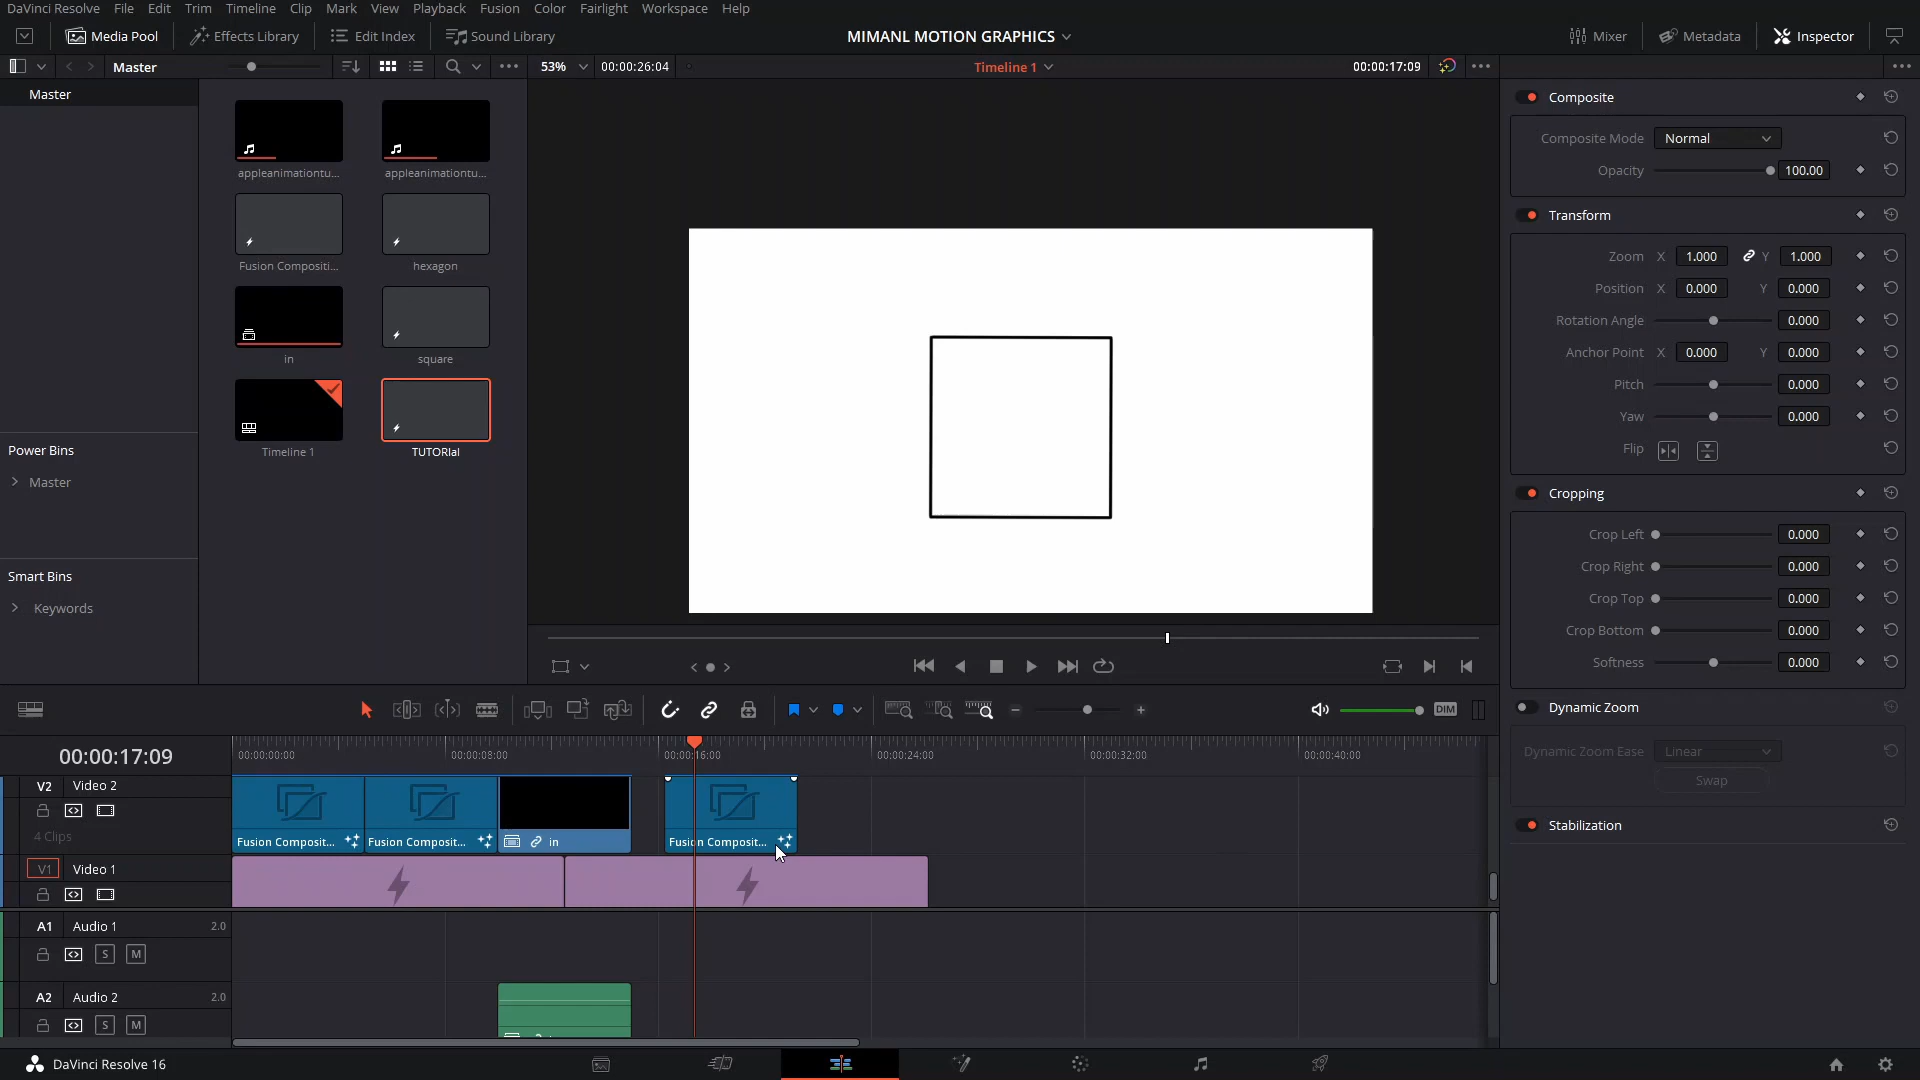 DaVinci Resolve File Edit Trim Timeline Clip Mark View Playback Fusion Color Fairlight Workspace Help
Media Pool Effects Library Edit Index Sound Library MIMANL MOTION GRAPHICS Mixer Metadata Inspector
Master 53% 00:00:26:04 Timeline 1 00:00:17:09
Master
appleanimationtu... appleanimationtu...
Fusion Compositi... hexagon
in square
Timeline 1 TUTORIal
Power Bins
Master
Smart Bins
Keywords
Composite
Composite Mode Normal
Opacity 100.00
Transform
Zoom X 1.000 Y 1.000
Position X 0.000 Y 0.000
Rotation Angle 0.000
Anchor Point X 0.000 Y 0.000
Pitch 0.000
Yaw 0.000
Flip
Cropping
Crop Left 0.000
Crop Right 0.000
Crop Top 0.000
Crop Bottom 0.000
Softness 0.000
Dynamic Zoom
Dynamic Zoom Ease Linear
Swap
Stabilization
DIM
00:00:17:09 00:00:00:00 00:00:08:00 00:00:16:00 00:00:24:00 00:00:32:00 00:00:40:00
V2 Video 2
4 Clips
Fusion Composit... Fusion Composit... in Fusion Composit...
V1 Video 1
A1 Audio 1 2.0
S M
A2 Audio 2 2.0
S M
DaVinci Resolve 16